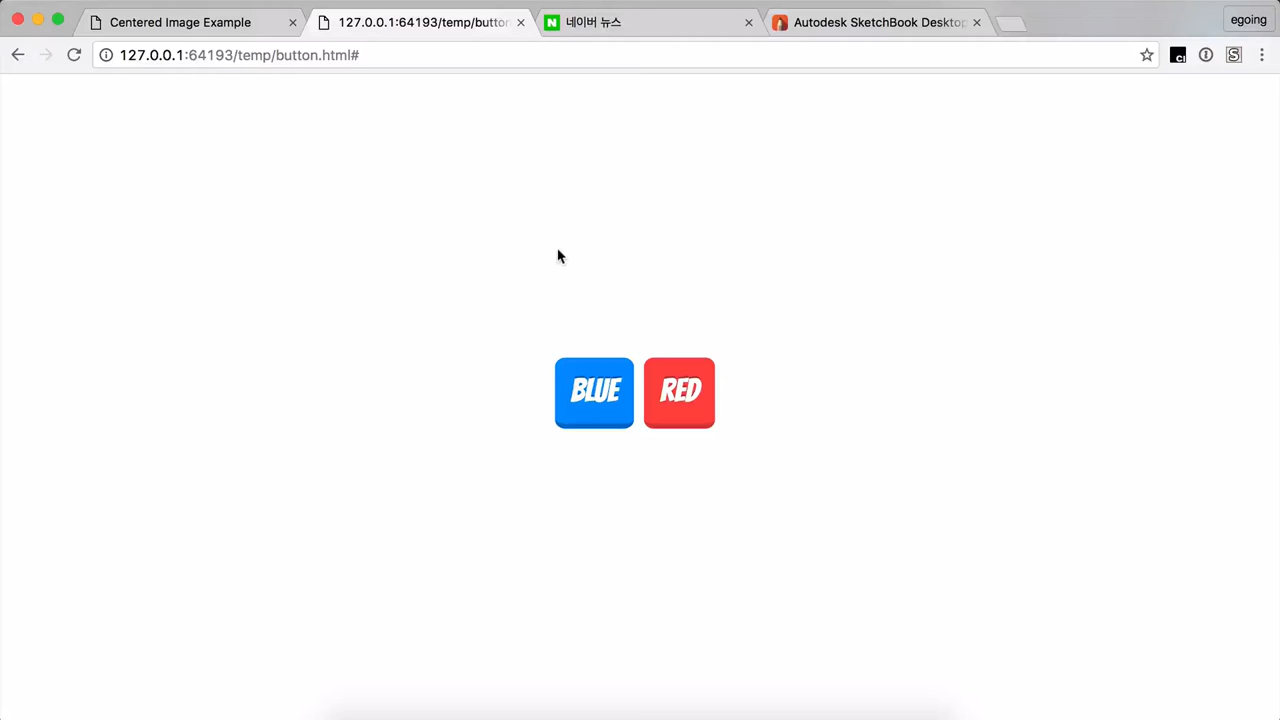 Centered Image Example
127.0.0.1:64193/temp/butto
N 네이버 뉴스
Autodesk SketchBook Desktop
egoing
127.0.0.1:64193/temp/button.html#
S
BLUE
RED